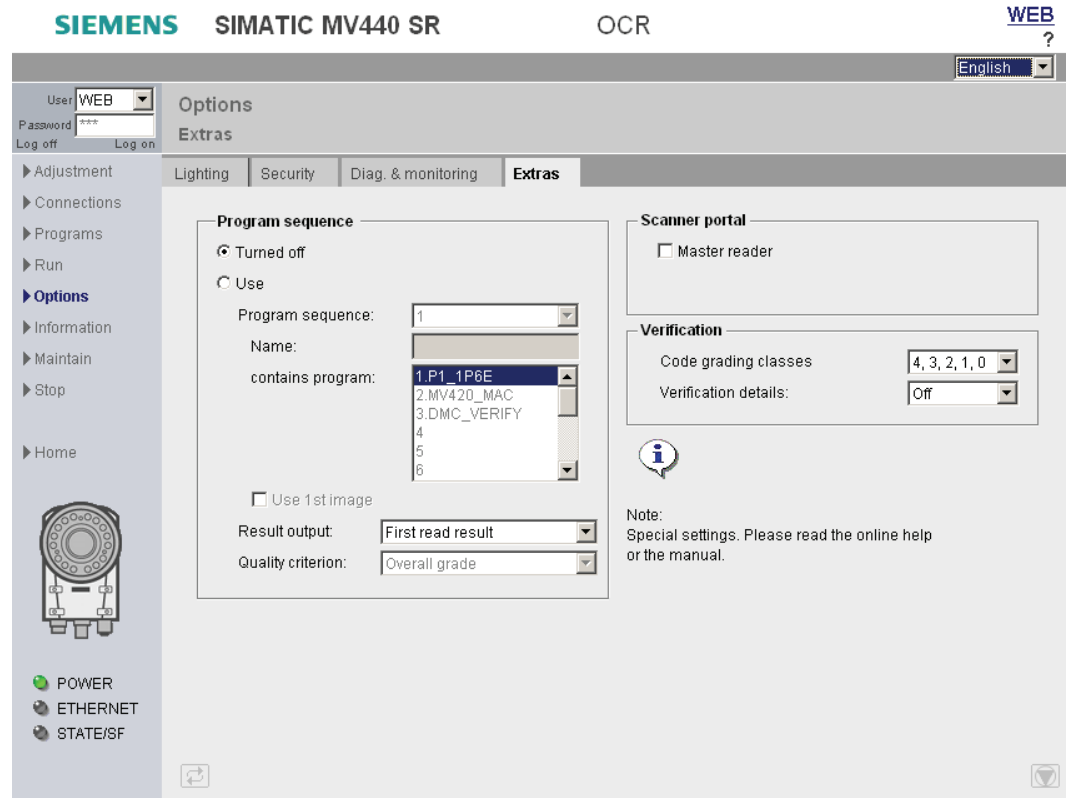 SIEMENS SIMATIC MV440 SR OCR WEB
?
English
User WEB
Password ***
Log off Log on
Options
Extras
Adjustment
Connections
Programs
Run
Options
Information
Maintain
Stop
Home
POWER
ETHERNET
STATE/SF
Lighting Security Diag. & monitoring Extras
Program sequence
Turned off
Use
Program sequence: 1
Name:
contains program: 1.P1_1P6E
2.MV420_MAC
3.DMC_VERIFY
4
5
6
Use 1st image
Result output: First read result
Quality criterion: Overall grade
Scanner portal
Master reader
Verification
Code grading classes 4, 3, 2, 1, 0
Verification details: Off
i
Note:
Special settings. Please read the online help
or the manual.